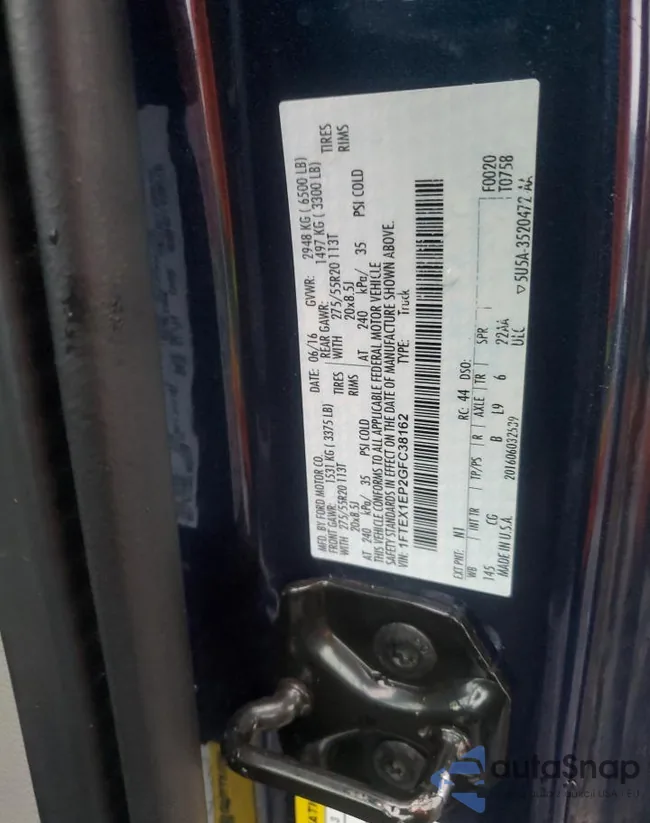 MFD. BY FORD MOTOR CO. DATE: 06/16 GVWR: 2948 KG ( 6500 LB)
FRONT GAWR: 1531 KG ( 3375 LB) REAR GAWR: 1497 KG ( 3300 LB)
WITH 275/55R20 113T TIRES WITH 275/55R20 113T TIRES
20x8.5J RIMS 20x8.5J RIMS
AT 240 kPa/ 35 PSI COLD AT 240 kPa/ 35 PSI COLD
THIS VEHICLE CONFORMS TO ALL APPLICABLE FEDERAL MOTOR VEHICLE
SAFETY STANDARDS IN EFFECT ON THE DATE OF MANUFACTURE SHOWN ABOVE.
VIN: 1FTEX1EP2GFC38162 TYPE: Truck
EXT PNT: N1 RC: 44 DSO: F0020
T0758
WB INT TR TP/PS R AXLE TR SPR
145 CG B L9 6 22AA
MADE IN U.S.A. 201606032539 ULC
5U5A-3520472 AA
autoSnap